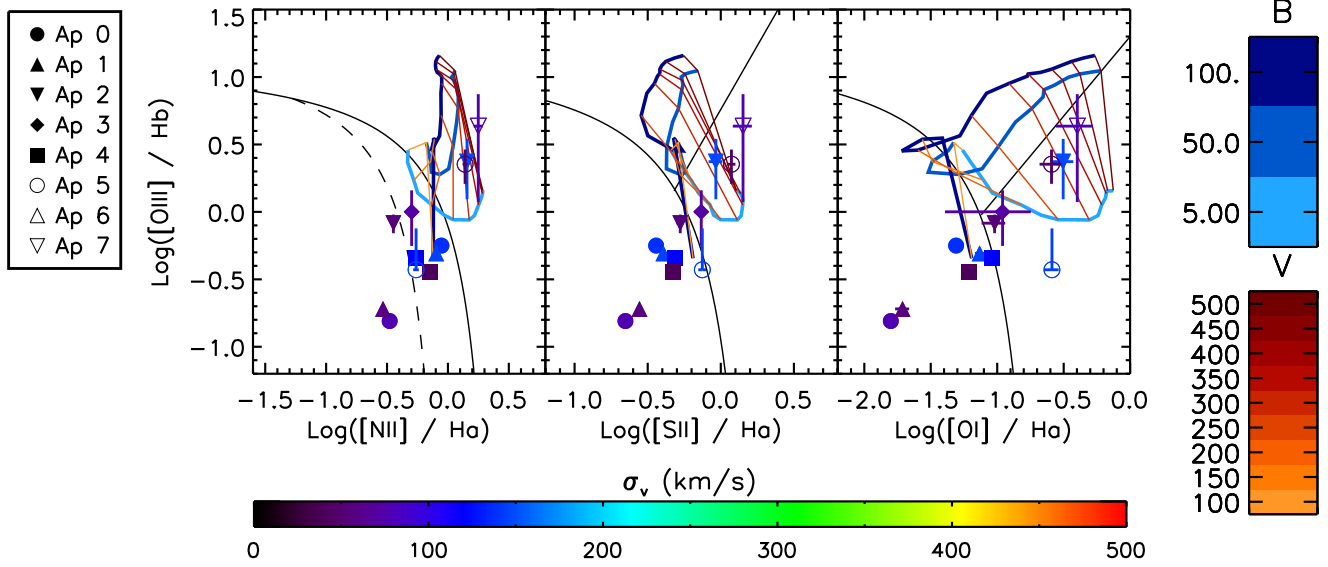 Ap 0
Ap 1
Ap 2
Ap 3
Ap 4
Ap 5
Ap 6
Ap 7
Log([OIII] / Hb)
1.5
1.0
0.5
0.0
−0.5
−1.0
−1.5 −1.0 −0.5 0.0 0.5
Log([NII] / Ha)
−1.0 −0.5 0.0 0.5
Log([SII] / Ha)
−2.0 −1.5 −1.0 −0.5 0.0
Log([OI] / Ha)
B
100.
50.0
5.00
V
500
450
400
350
300
250
200
150
100
σv (km/s)
0 100 200 300 400 500